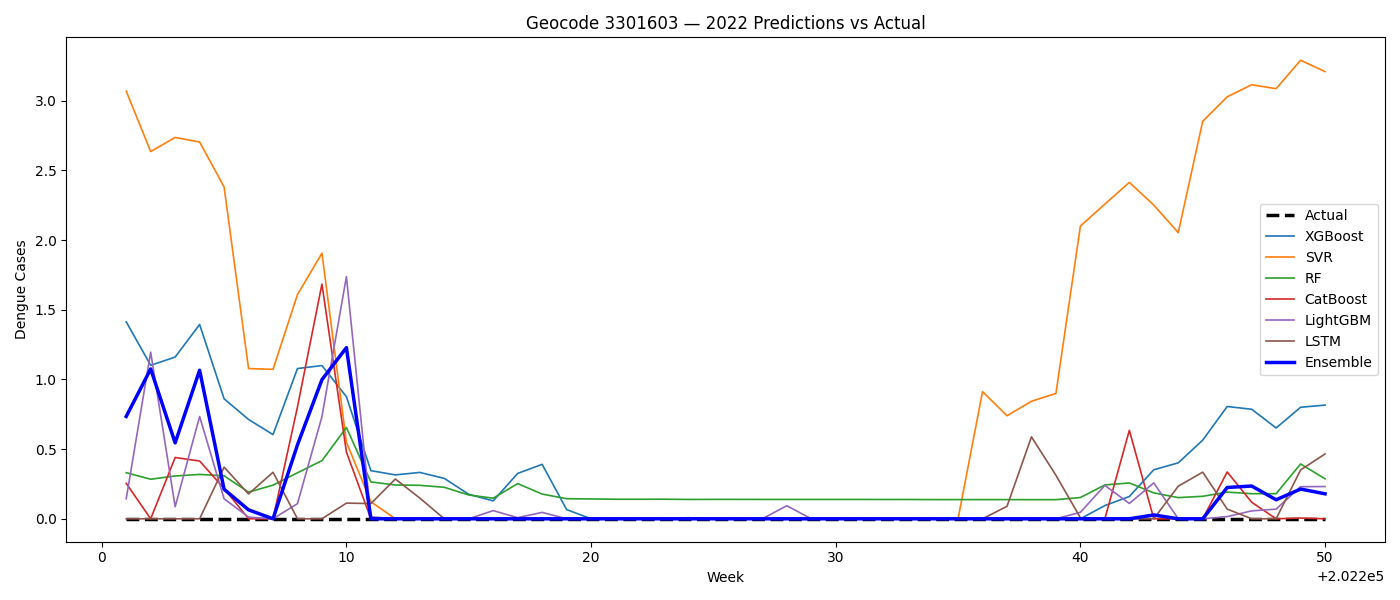 Geocode 3301603 — 2022 Predictions vs Actual
Dengue Cases
3.0
2.5
2.0
1.5
1.0
0.5
0.0
Actual
XGBoost
SVR
RF
CatBoost
LightGBM
LSTM
Ensemble
0 10 20 30 40 50
Week
+2.022e5